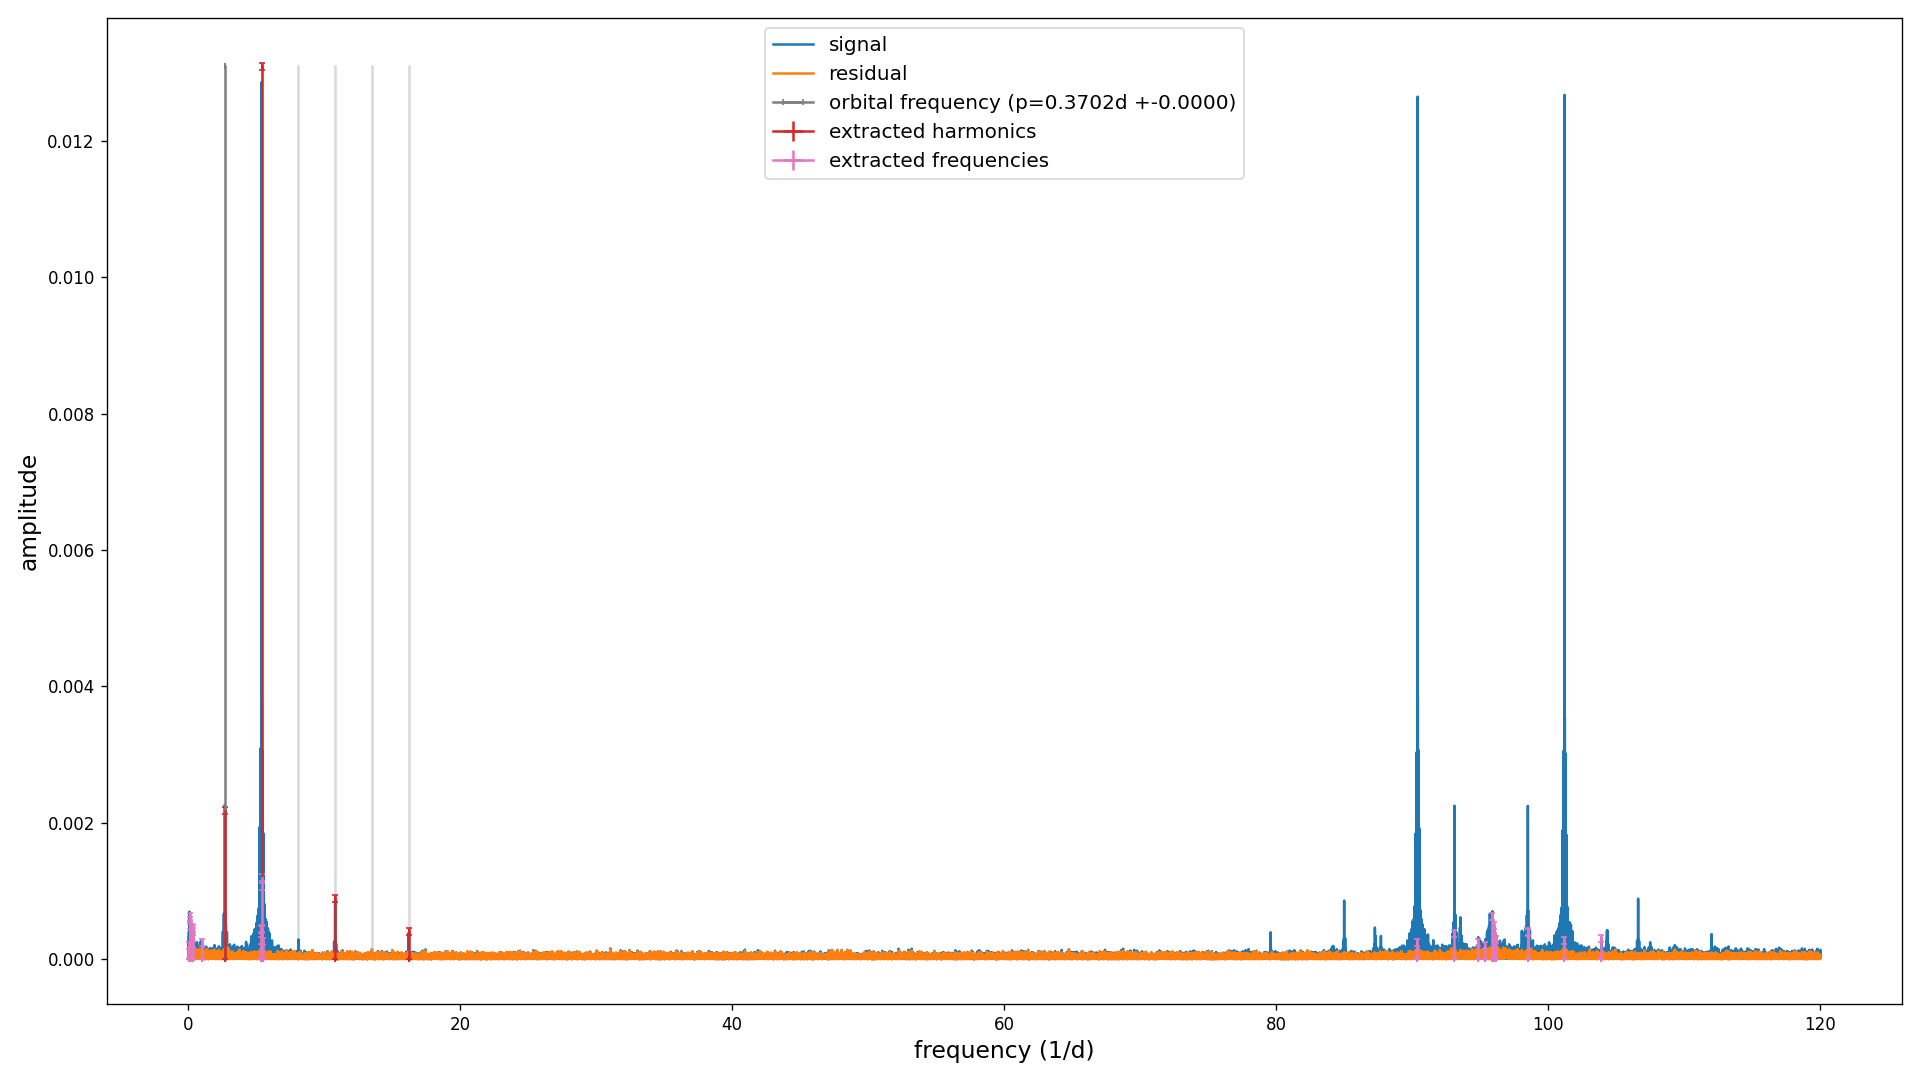 signal
residual
orbital frequency (p=0.3702d +-0.0000)
extracted harmonics
extracted frequencies
0.012
0.010
0.008
0.006
0.004
0.002
0.000
amplitude
0 20 40 60 80 100 120
frequency (1/d)